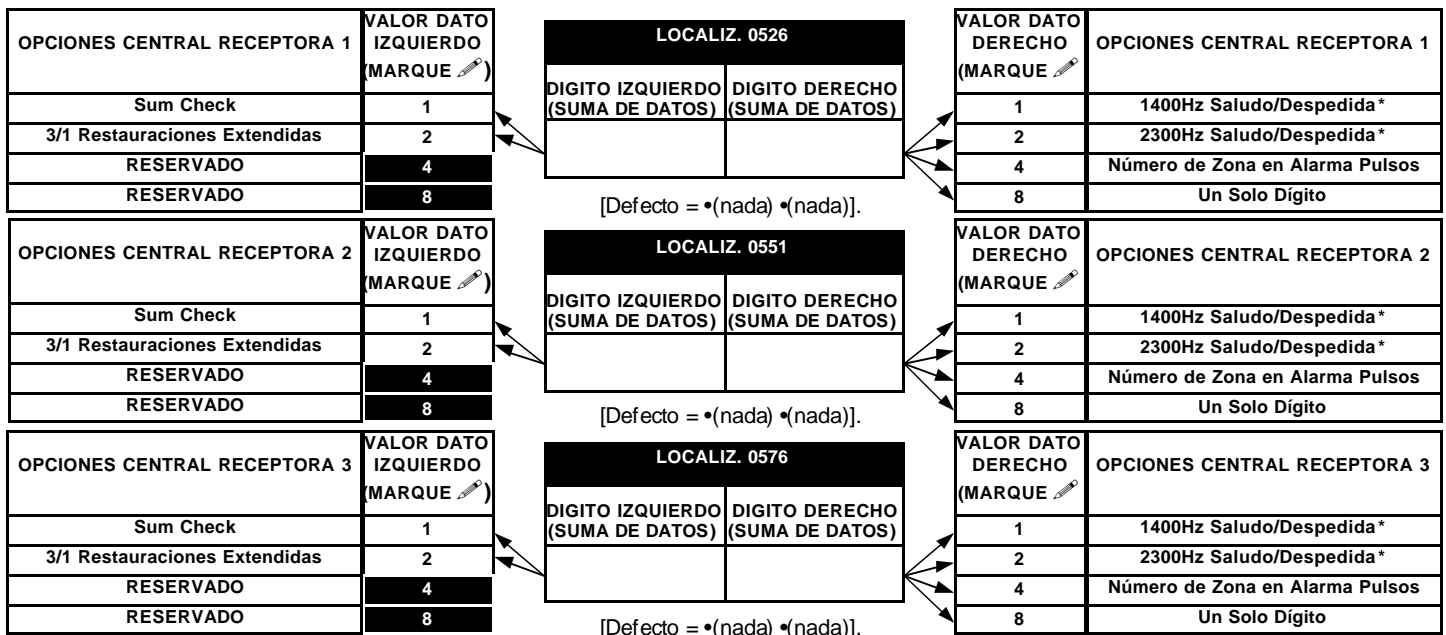 OPCIONES CENTRAL RECEPTORA 1
VALOR DATO
IZQUIERDO
(MARQUE ✐)
Sum Check 1
3/1 Restauraciones Extendidas 2
RESERVADO 4
RESERVADO 8
LOCALIZ. 0526
DIGITO IZQUIERDO DIGITO DERECHO
(SUMA DE DATOS) (SUMA DE DATOS)
[Defecto = •(nada) •(nada)].
VALOR DATO
DERECHO
(MARQUE ✐
OPCIONES CENTRAL RECEPTORA 1
1 1400Hz Saludo/Despedida*
2 2300Hz Saludo/Despedida*
4 Número de Zona en Alarma Pulsos
8 Un Solo Dígito
OPCIONES CENTRAL RECEPTORA 2
VALOR DATO
IZQUIERDO
(MARQUE ✐)
Sum Check 1
3/1 Restauraciones Extendidas 2
RESERVADO 4
RESERVADO 8
LOCALIZ. 0551
DIGITO IZQUIERDO DIGITO DERECHO
(SUMA DE DATOS) (SUMA DE DATOS)
[Defecto = •(nada) •(nada)].
VALOR DATO
DERECHO
(MARQUE ✐
OPCIONES CENTRAL RECEPTORA 2
1 1400Hz Saludo/Despedida*
2 2300Hz Saludo/Despedida*
4 Número de Zona en Alarma Pulsos
8 Un Solo Dígito
OPCIONES CENTRAL RECEPTORA 3
VALOR DATO
IZQUIERDO
(MARQUE ✐)
Sum Check 1
3/1 Restauraciones Extendidas 2
RESERVADO 4
RESERVADO 8
LOCALIZ. 0576
DIGITO IZQUIERDO DIGITO DERECHO
(SUMA DE DATOS) (SUMA DE DATOS)
[Defecto = •(nada) •(nada)].
VALOR DATO
DERECHO
(MARQUE ✐
OPCIONES CENTRAL RECEPTORA 3
1 1400Hz Saludo/Despedida*
2 2300Hz Saludo/Despedida*
4 Número de Zona en Alarma Pulsos
8 Un Solo Dígito